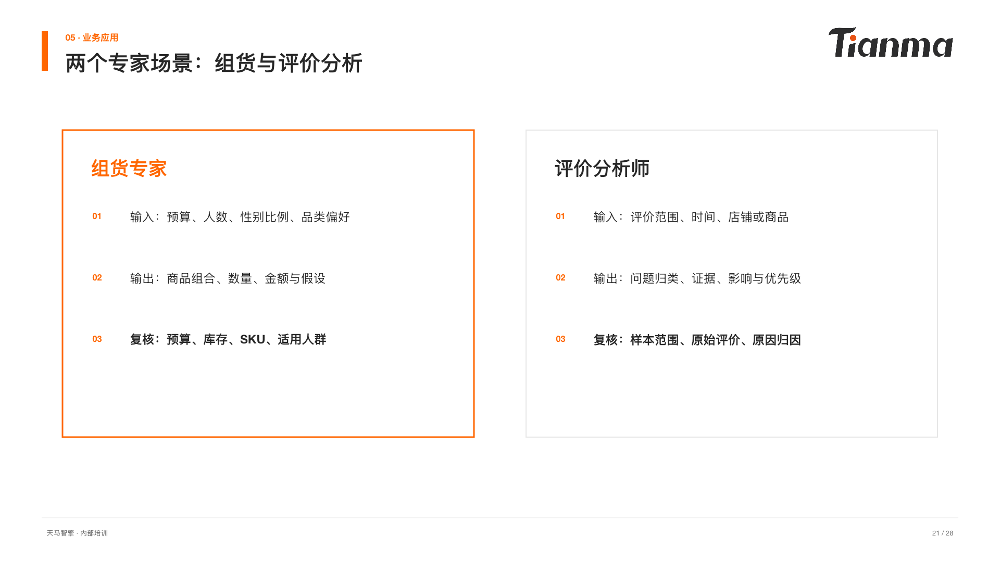 05 · 业务应用
两个专家场景：组货与评价分析
Tianma
组货专家
01 输入：预算、人数、性别比例、品类偏好
02 输出：商品组合、数量、金额与假设
03 复核：预算、库存、SKU、适用人群
评价分析师
01 输入：评价范围、时间、店铺或商品
02 输出：问题归类、证据、影响与优先级
03 复核：样本范围、原始评价、原因归因
天马智擎 · 内部培训
21 / 28